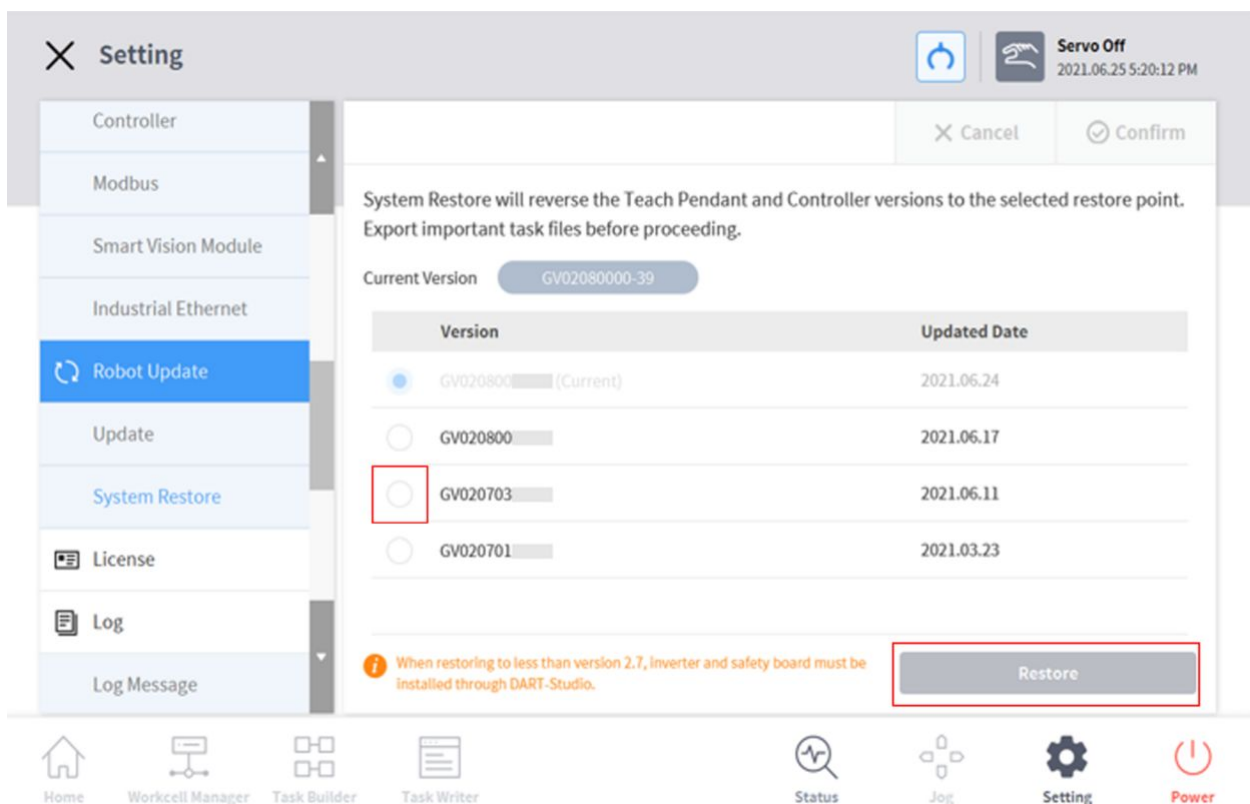 Setting
Servo Off
2021.06.25 5:20:12 PM
Controller
Modbus
Smart Vision Module
Industrial Ethernet
Robot Update
Update
System Restore
License
Log
Log Message
Cancel
Confirm
System Restore will reverse the Teach Pendant and Controller versions to the selected restore point.
Export important task files before proceeding.
Current Version GV02080000-39
Version Updated Date
GV020800 (Current) 2021.06.24
GV020800 2021.06.17
GV020703 2021.06.11
GV020701 2021.03.23
When restoring to less than version 2.7, inverter and safety board must be
installed through DART-Studio.
Restore
Home Workcell Manager Task Builder Task Writer Status Jog Setting Power